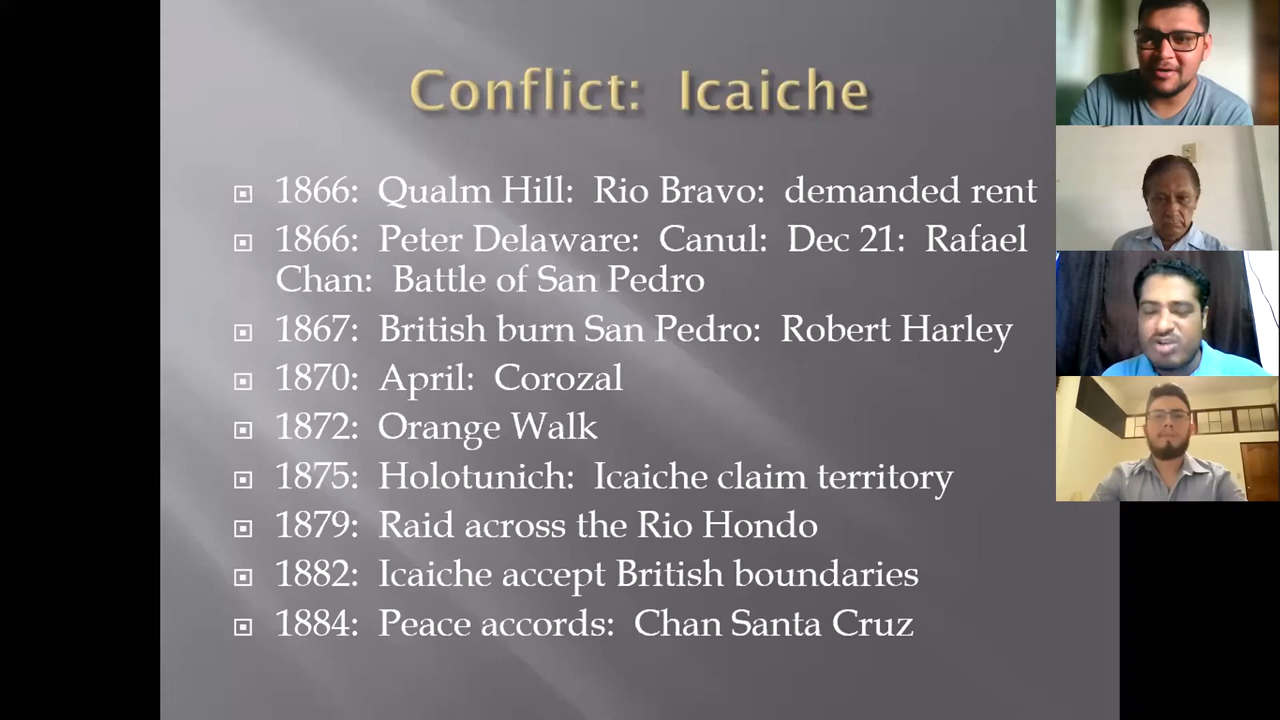 Conflict: Icaiche
1866: Qualm Hill: Rio Bravo: demanded rent
1866: Peter Delaware: Canul: Dec 21: Rafael
Chan: Battle of San Pedro
1867: British burn San Pedro: Robert Harley
1870: April: Corozal
1872: Orange Walk
1875: Holotunich: Icaiche claim territory
1879: Raid across the Rio Hondo
1882: Icaiche accept British boundaries
1884: Peace accords: Chan Santa Cruz